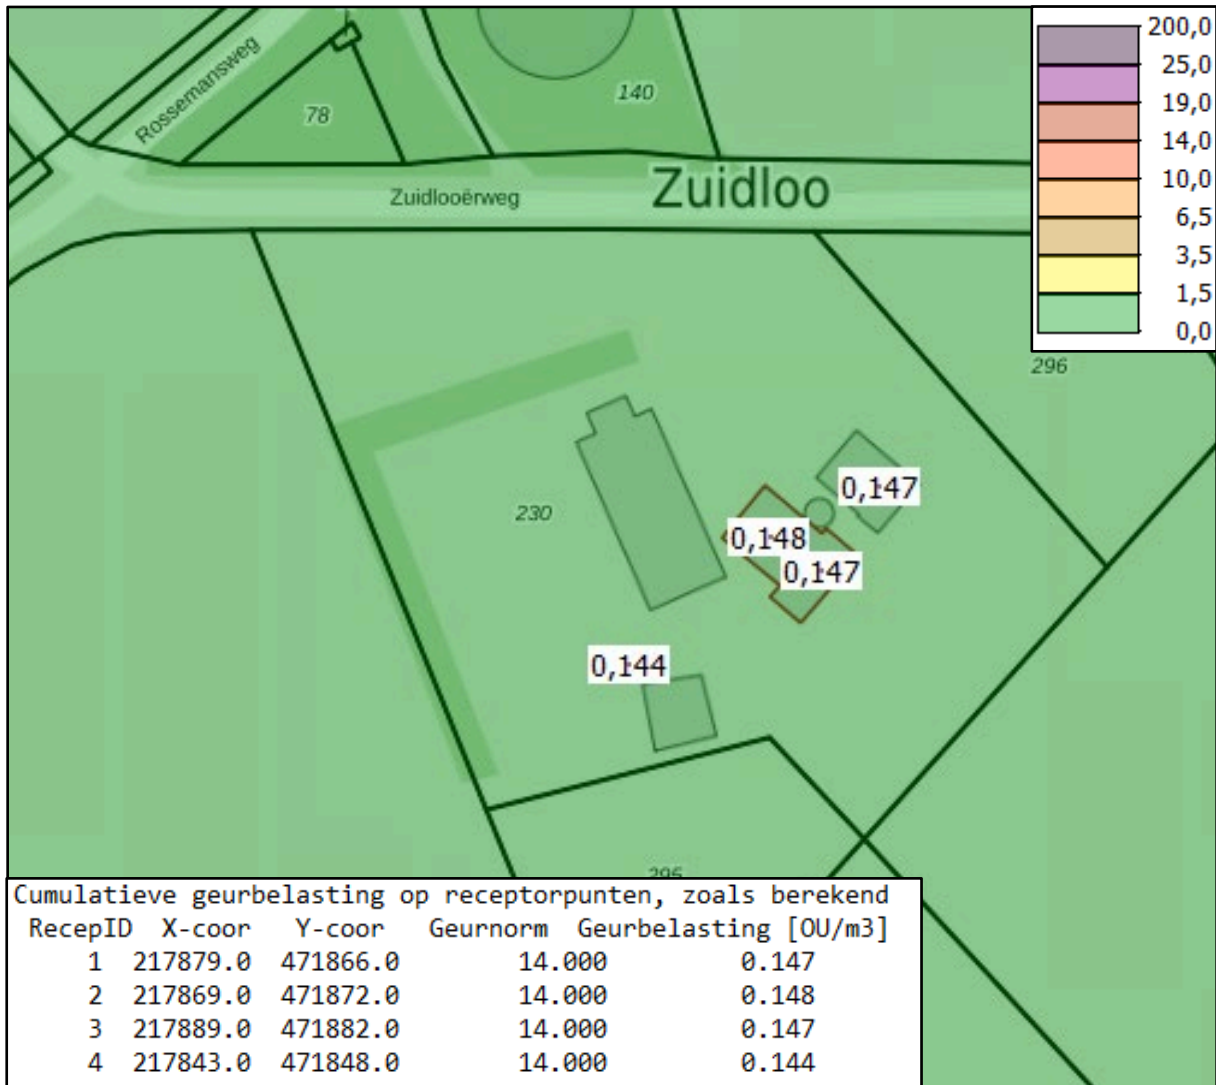 200,0
25,0
19,0
14,0
10,0
6,5
3,5
1,5
0,0
Rossemansweg
78
140
Zuidlooërweg
Zuidloo
296
230
0,147
0,148
0,147
0,144
295
Cumulatieve geurbelasting op receptorpunten, zoals berekend
RecepID X-coor Y-coor Geurnorm Geurbelasting [OU/m3]
1 217879.0 471866.0 14.000 0.147
2 217869.0 471872.0 14.000 0.148
3 217889.0 471882.0 14.000 0.147
4 217843.0 471848.0 14.000 0.144